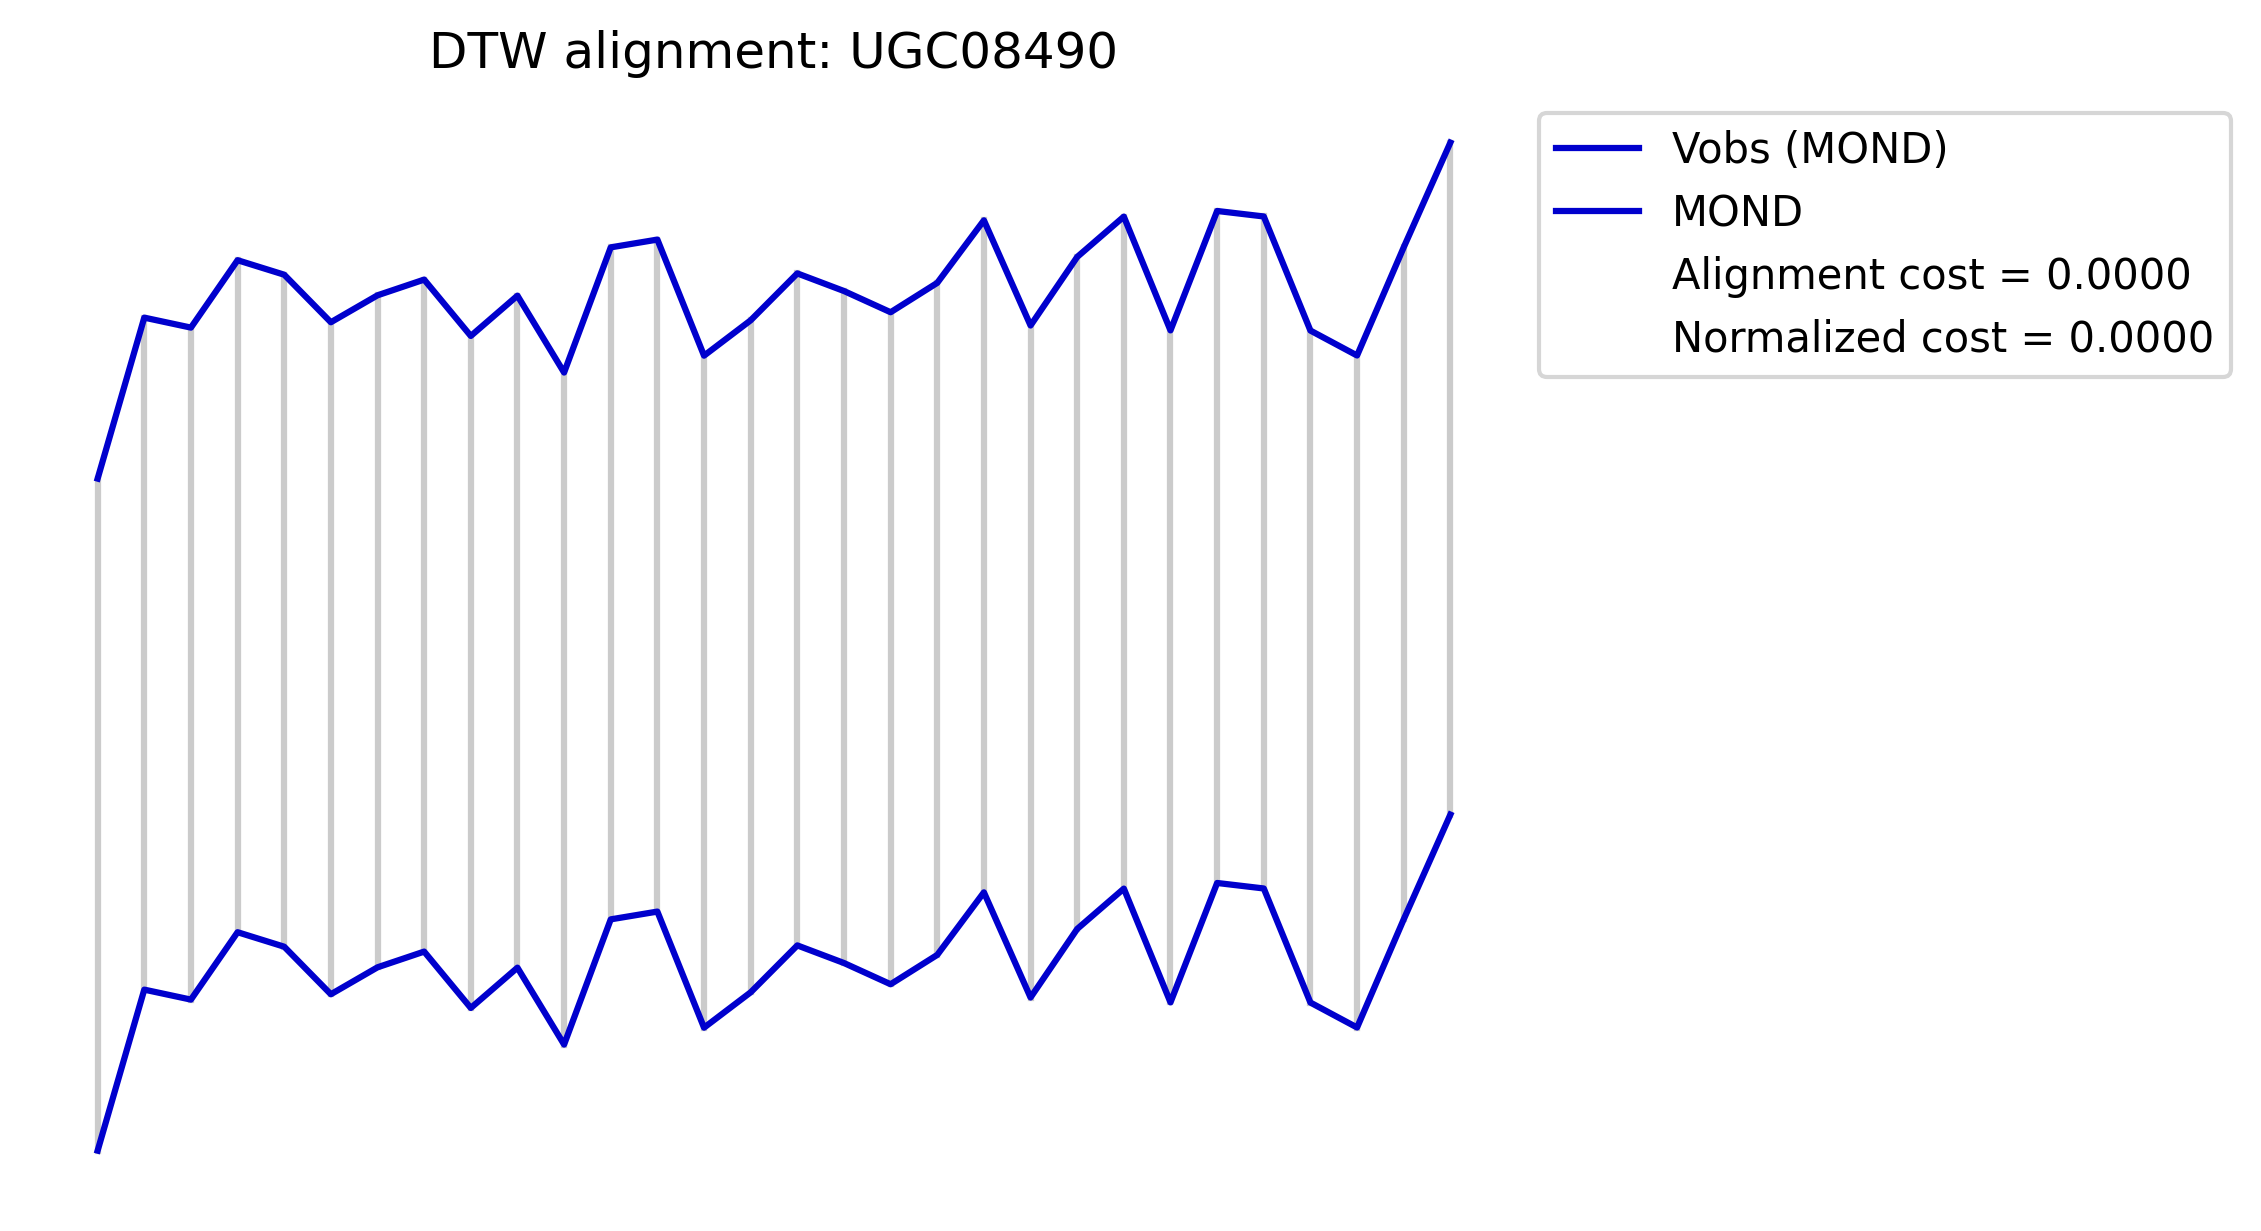 DTW alignment: UGC08490
Vobs (MOND)
MOND
Alignment cost = 0.0000
Normalized cost = 0.0000